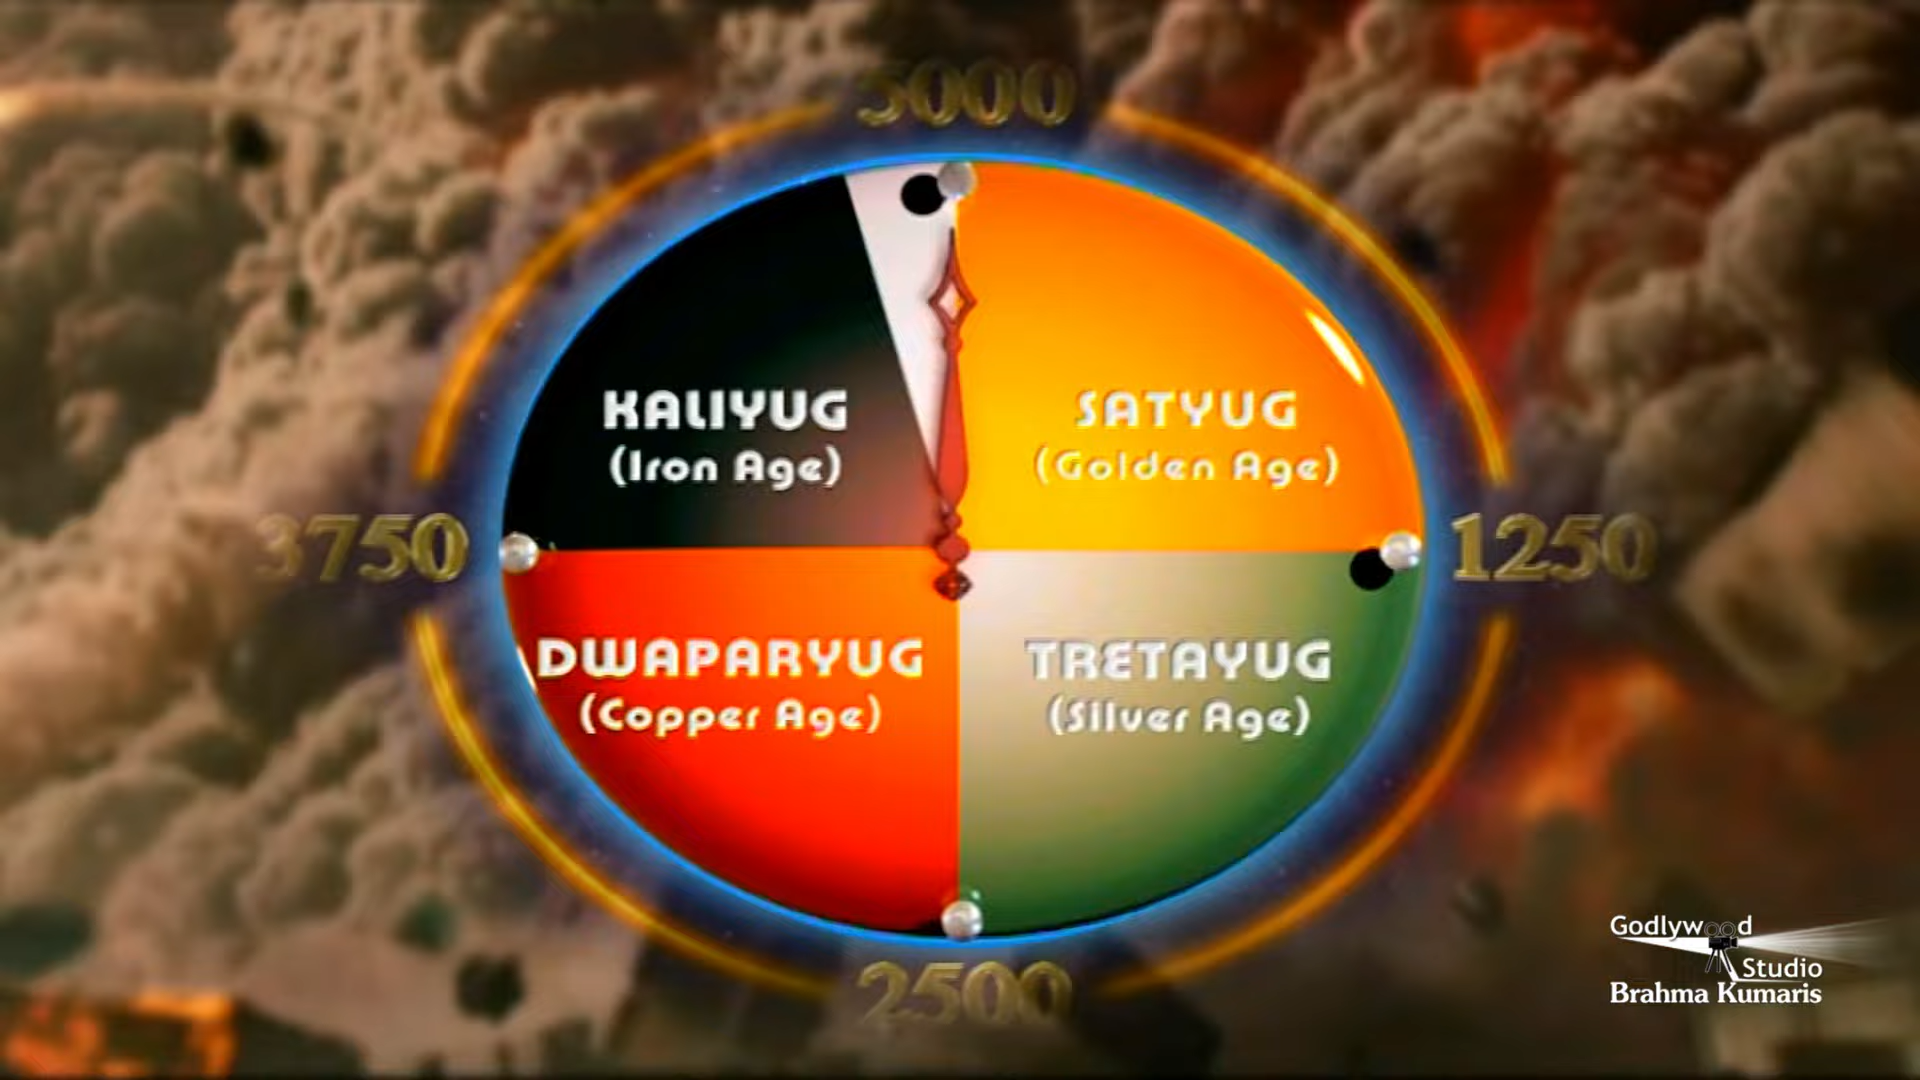 5000
KALIYUG
(Iron Age)
SATYUG
(Golden Age)
3750
1250
DWAPARYUG
(Copper Age)
TRETAYUG
(Silver Age)
2500
Godlywood
Studio
Brahma Kumaris